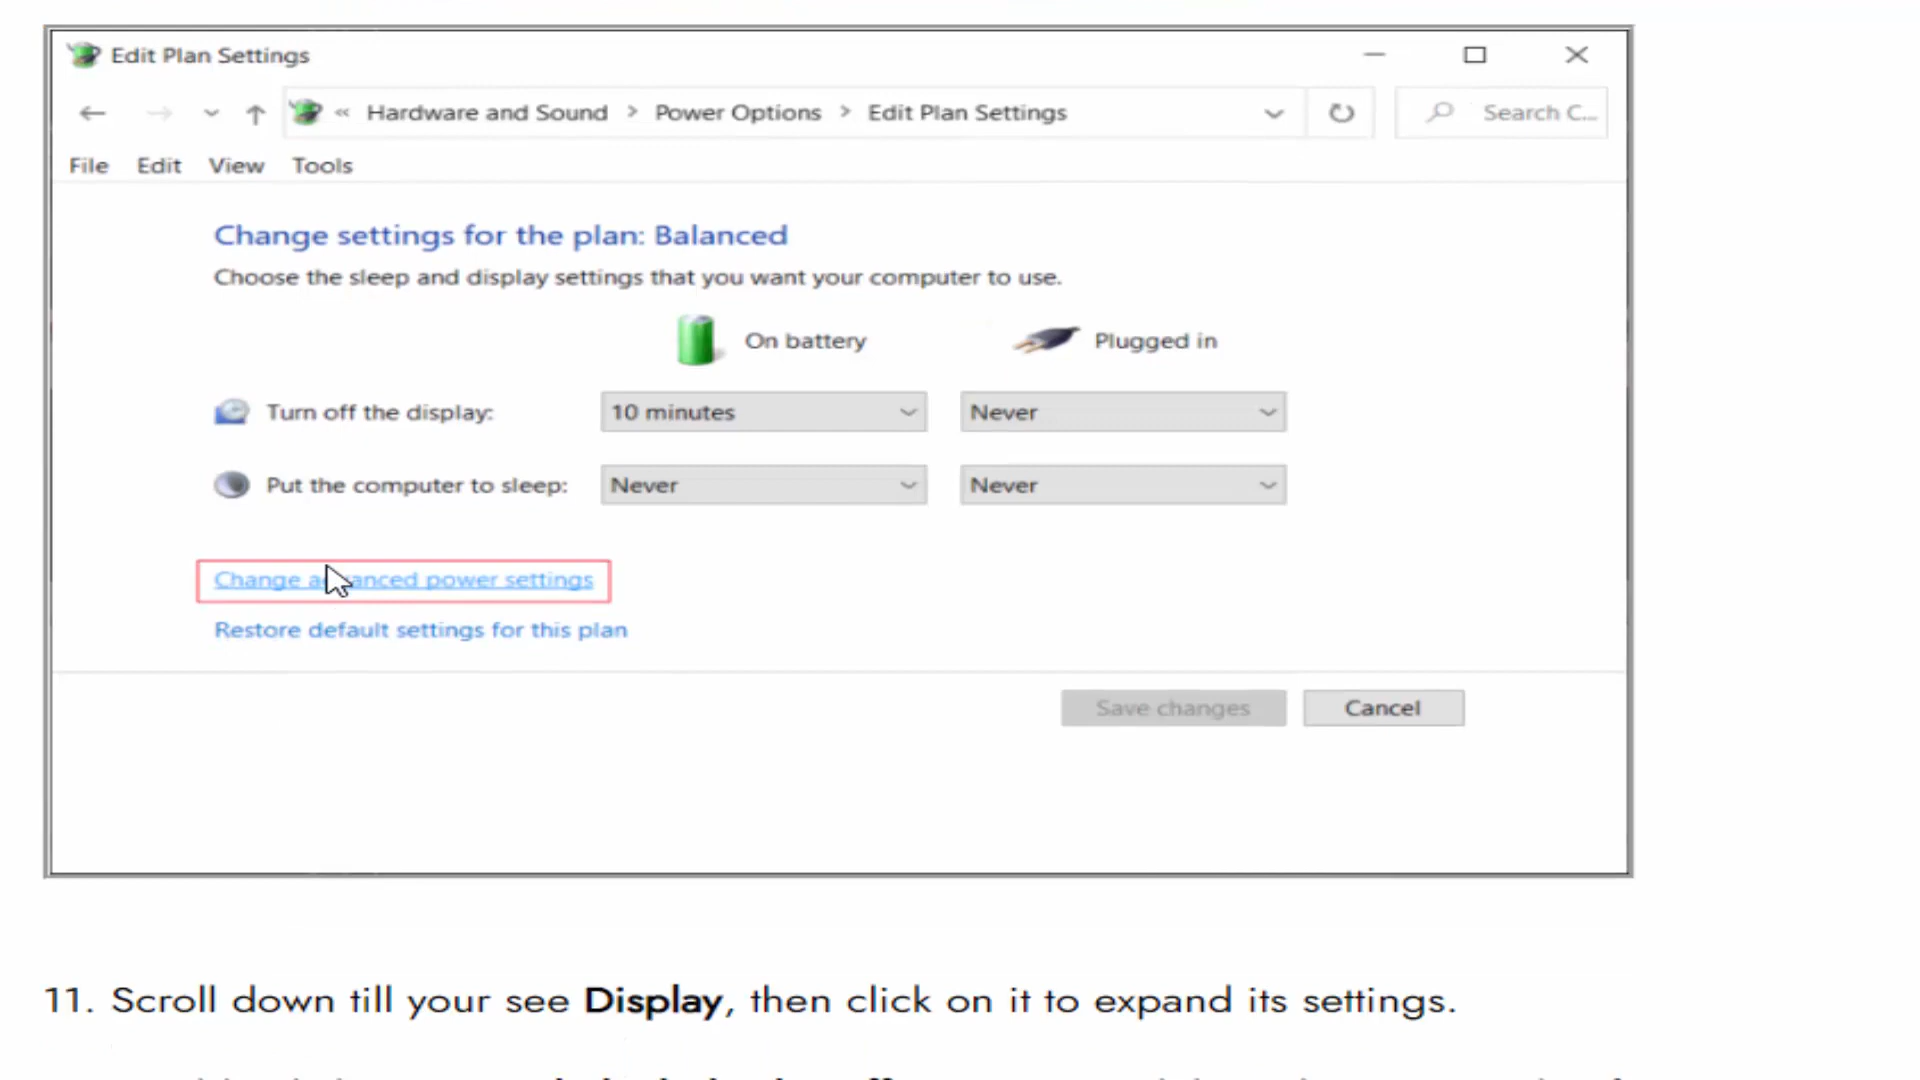 Edit Plan Settings
« Hardware and Sound > Power Options > Edit Plan Settings
Search C...
File Edit View Tools
Change settings for the plan: Balanced
Choose the sleep and display settings that you want your computer to use.
On battery Plugged in
Turn off the display: 10 minutes Never
Put the computer to sleep: Never Never
Change advanced power settings
Restore default settings for this plan
Save changes Cancel
11. Scroll down till your see Display, then click on it to expand its settings.